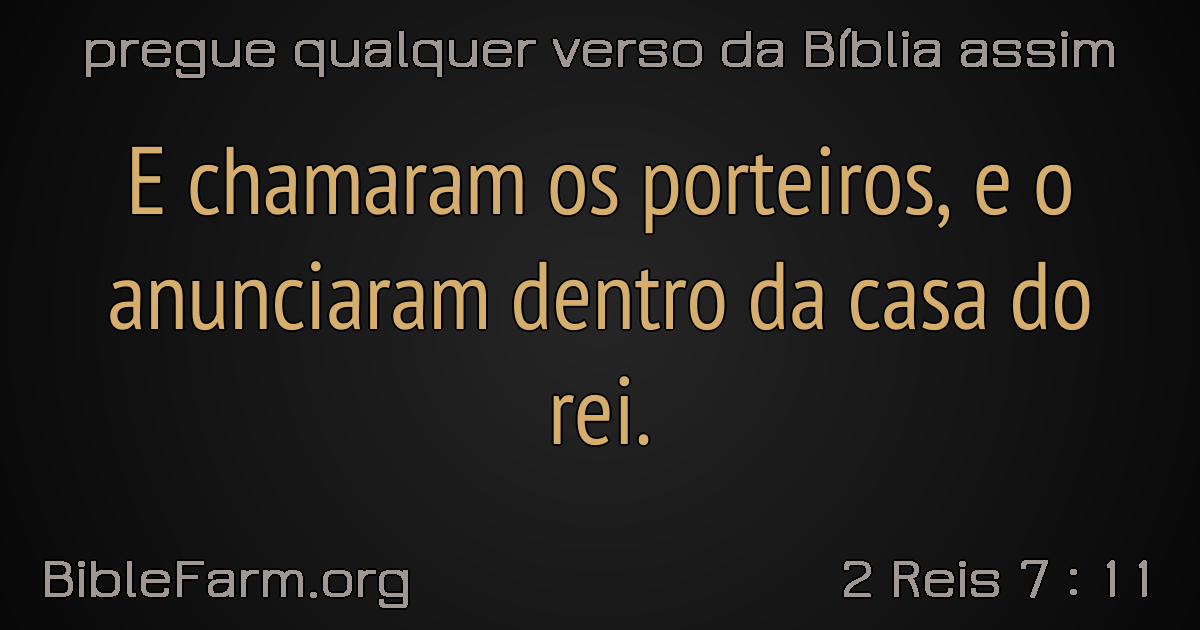 pregue qualquer verso da Bíblia assim
E chamaram os porteiros, e o
anunciaram dentro da casa do
rei.
BibleFarm.org
2 Reis 7 : 11